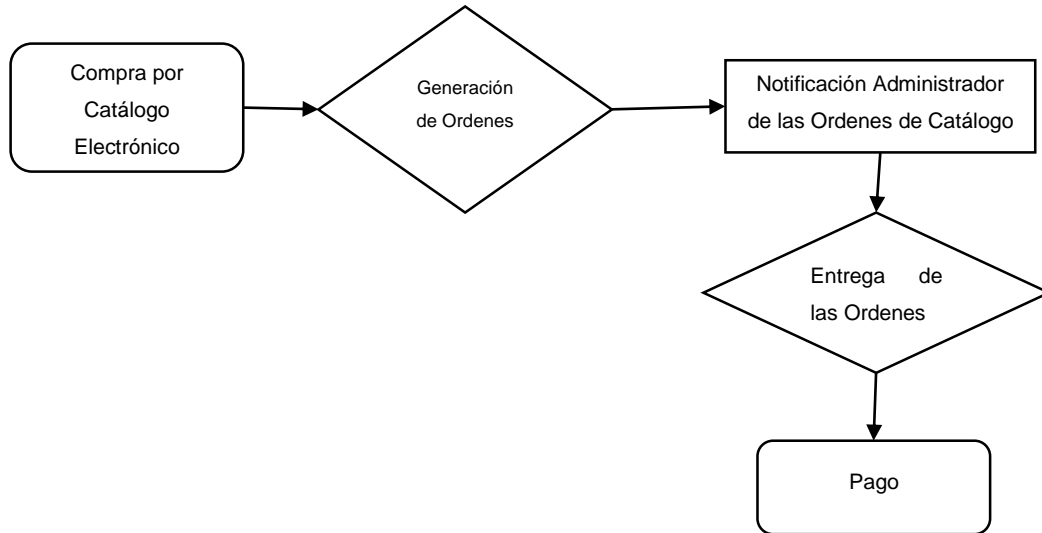 Compra por
Catálogo
Electrónico
Generación
de Ordenes
Notificación Administrador
de las Ordenes de Catálogo
Entrega de
las Ordenes
Pago